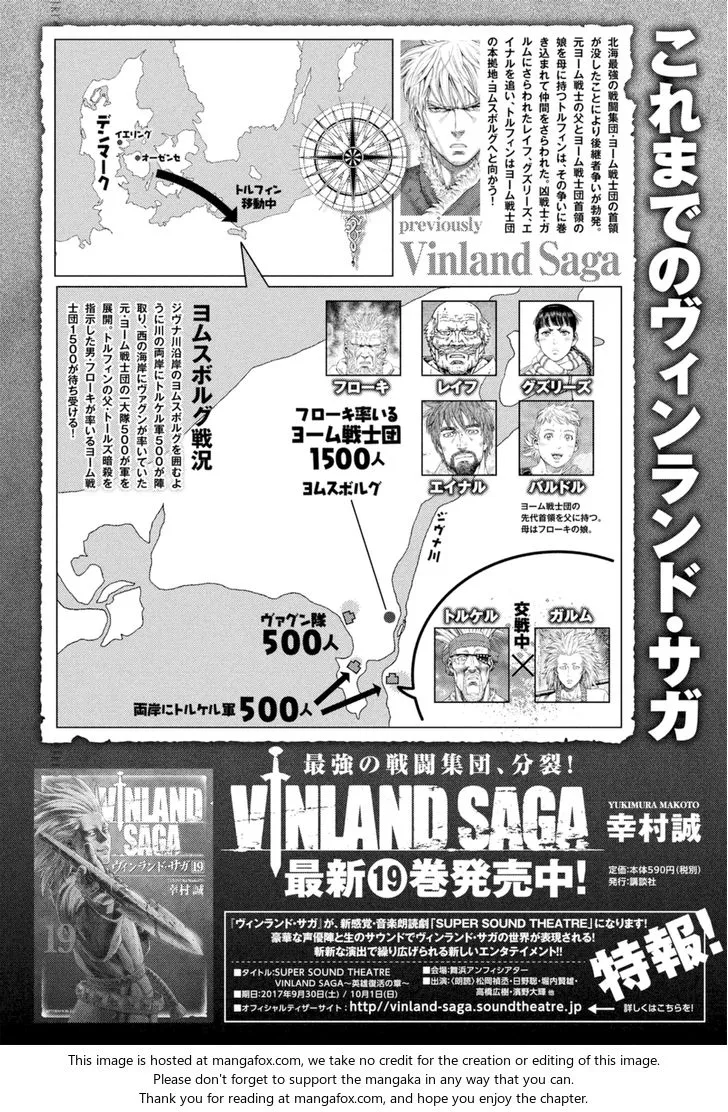 これまでのヴィンランド・サガ
北海最強の戦闘集団・ヨーム戦士団の首領
が没したことにより後継者争いが勃発。
元ヨーム戦士の父とヨーム戦士団首領の
娘を母に持つトルフィンは、その争いに巻
き込まれて仲間をさらわれた。“凶戦士”ガ
ルムにさらわれたレイフ、グズリーズ、エ
イナルを追い、トルフィンはヨーム戦士団
の本拠地・ヨムスボルグへと向かう!
previously
Vinland Saga
デンマーク
イエリング
オーゼンセ
トルフィン
移動中
ヨムスボルグ戦況
ジヴナ川沿岸のヨムスボルグを囲むよ
うに川の両岸にトルケル軍500が陣
取り、西の海岸にヴァグンが率いていた
元・ヨーム戦士団の一大隊500が軍を
展開。トルフィンの父・トールズ暗殺を
指示した男・フローキが率いるヨーム戦
士団1500が待ち受ける!
フローキ
レイフ
グズリーズ
エイナル
バルドル
ヨーム戦士団の
先代首領を父に持つ。
母はフローキの娘。
フローキ率いる
ヨーム戦士団
1500人
ヨムスボルグ
ジヴナ川
トルケル
交戦中
×
ガルム
ヴァグン隊
500人
両岸にトルケル軍500人
最強の戦闘集団、分裂!
VINLAND SAGA
YUKIMURA MAKOTO
幸村誠
最新⑲巻発売中!
定価:本体590円(税別)
発行:講談社
VINLAND
SAGA
ヴィンランド・サガ 19
幸村 誠
19
特報!
『ヴィンランド・サガ』が、新感覚・音楽朗読劇「SUPER SOUND THEATRE」になります!
豪華な声優陣と生のサウンドでヴィンランド・サガの世界が表現される!
斬新な演出で繰り広げられる新しいエンタテイメント!!
■タイトル:SUPER SOUND THEATRE
VINLAND SAGA~英雄復活の章~
■期日:2017年9月30日(土) / 10月1日(日)
■会場:舞浜アンフィシアター
■出演:〈朗読〉松岡禎丞・日野聡・堀内賢雄・
高橋広樹・濱野大輝 他
■オフィシャルティザーサイト:http://vinland-saga.soundtheatre.jp
詳しくはこちらを!
This image is hosted at mangafox.com, we take no credit for the creation or editing of this image.
Please don't forget to support the mangaka in any way that you can.
Thank you for reading at mangafox.com, and hope you enjoy the chapter.